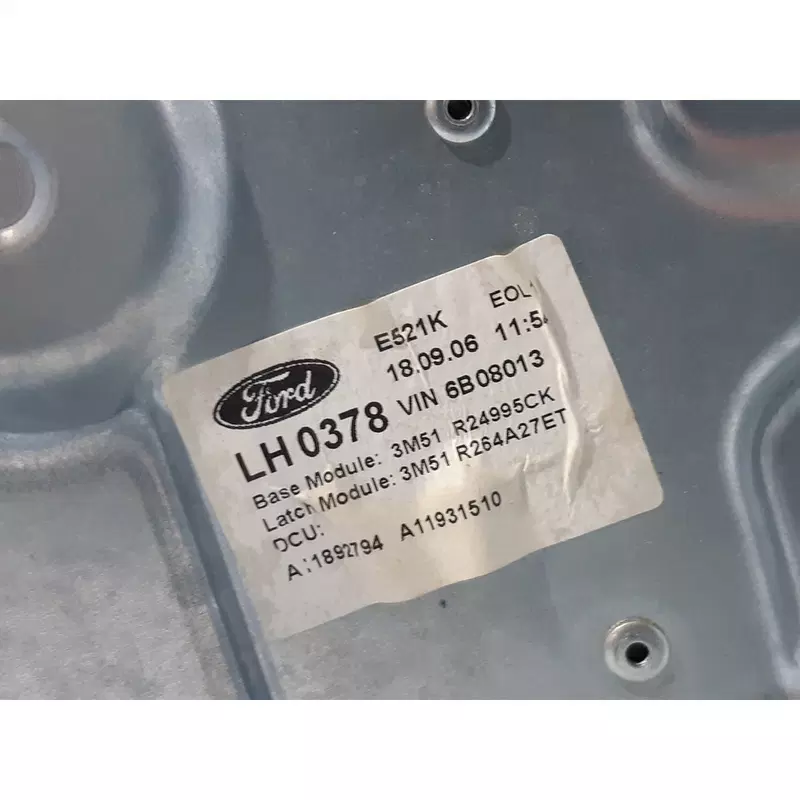 E521K EOL
18.09.06 11:5
Ford LH 0378 VIN 6B08013
Base Module: 3M51 R24995CK
Latch Module: 3M51 R264A27ET
DCU:
A11931510